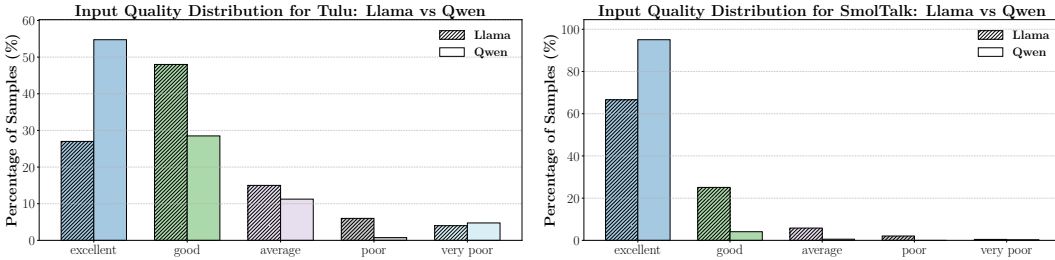 Input Quality Distribution for Tulu: Llama vs Qwen
Percentage of Samples (%)
60
50
40
30
20
10
0
Llama
Qwen
excellent good average poor very poor
Input Quality Distribution for SmolTalk: Llama vs Qwen
Percentage of Samples (%)
100
80
60
40
20
0
Llama
Qwen
excellent good average poor very poor